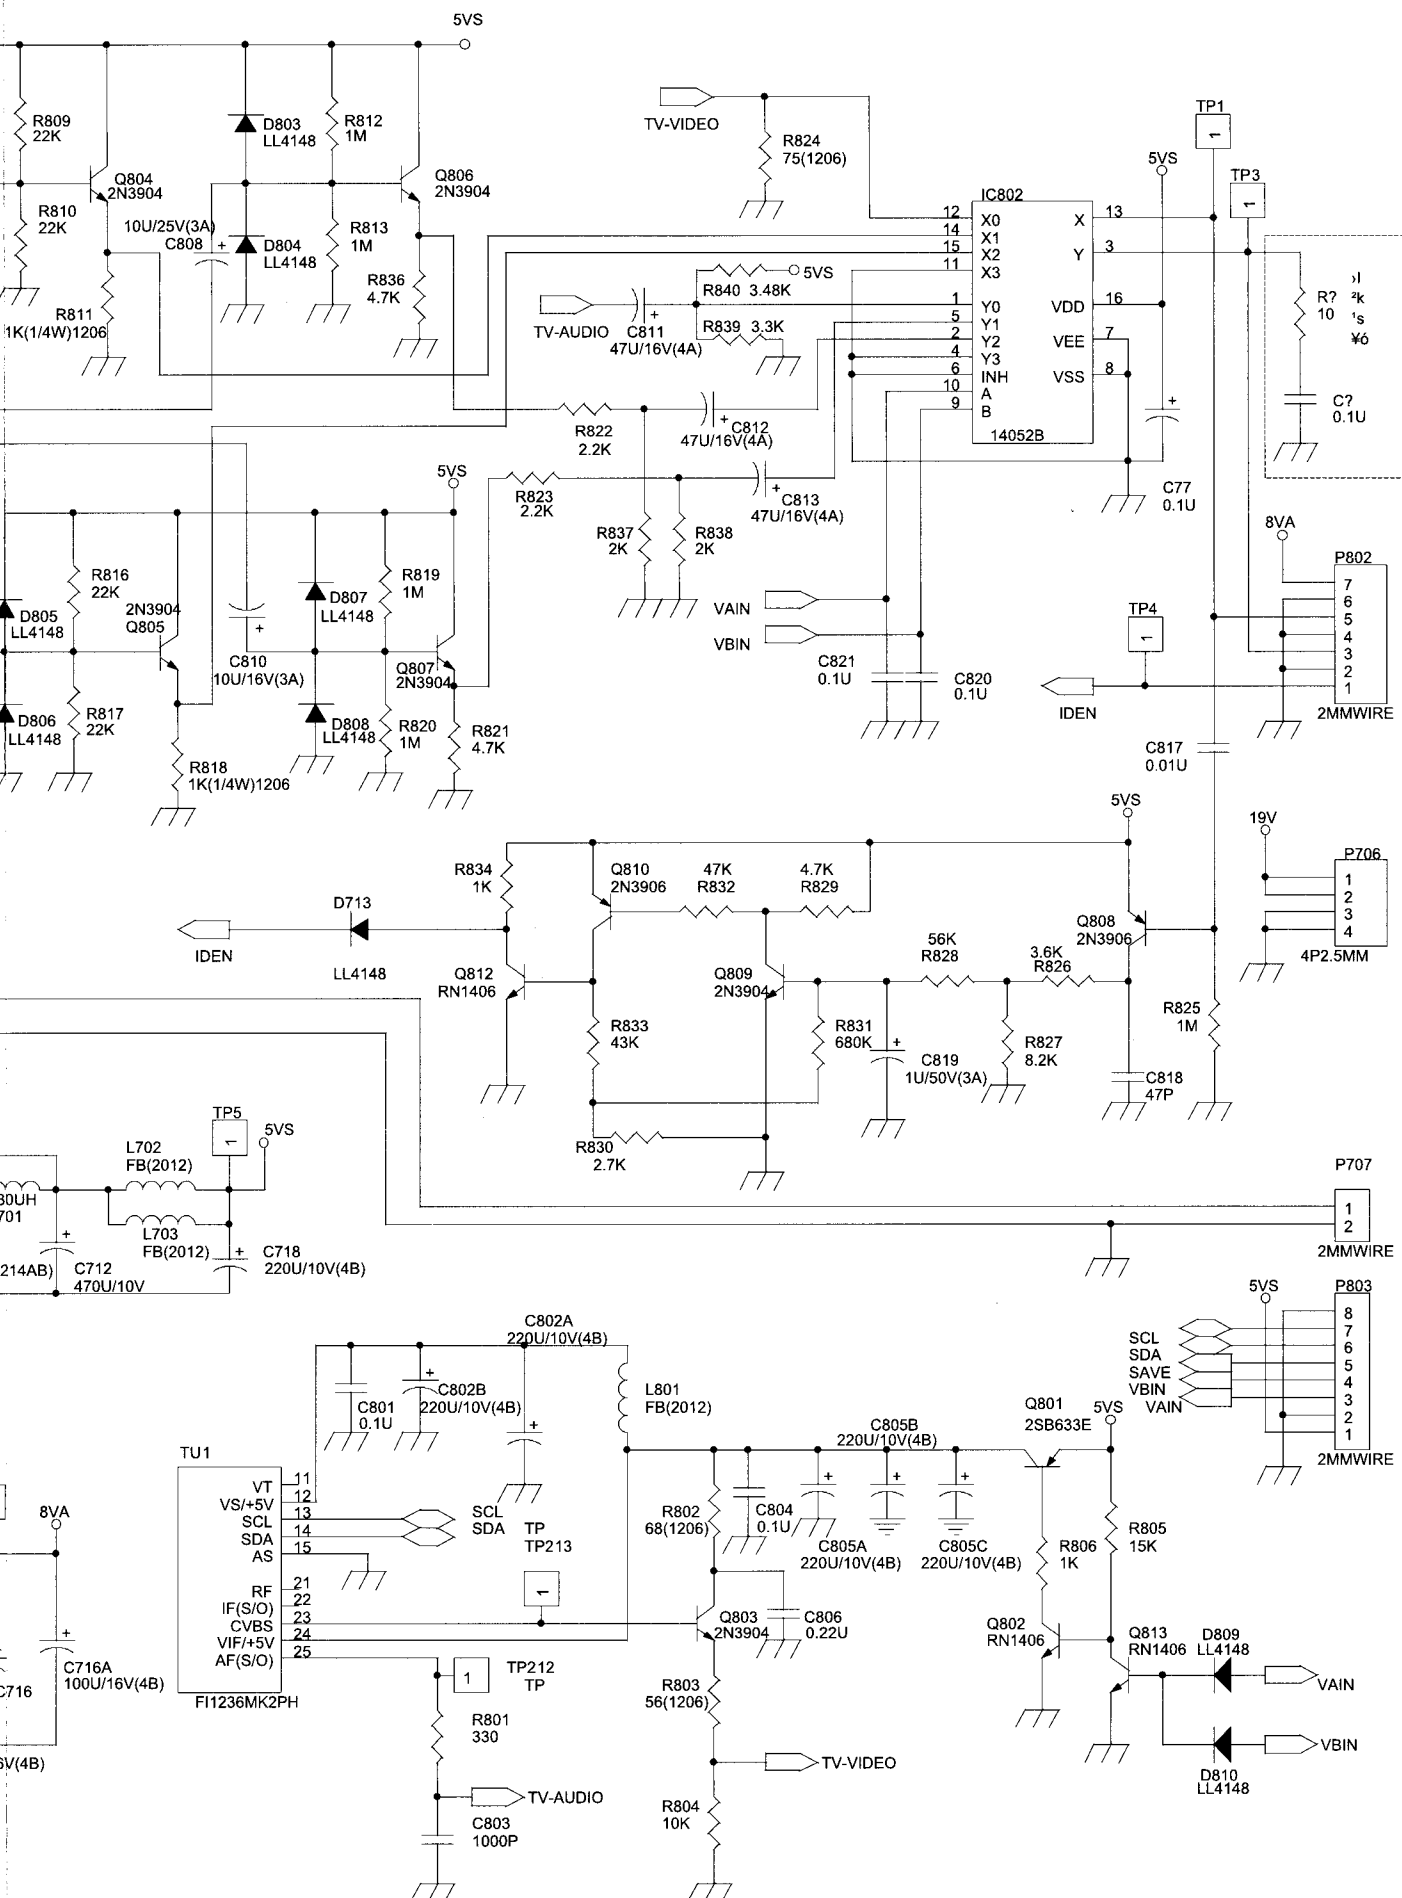 5VS
R809
22K
D803
LL4148
R812
1M
Q804
2N3904
Q806
2N3904
R810
22K
10U/25V(3A)
C808
+
D804
LL4148
R813
1M
R811
1K(1/4W)1206
R836
4.7K
TV-VIDEO
R824
75(1206)
TP1
1
5VS
TP3
1
IC802
12
14
15
11
1
5
2
4
6
10
9
X0
X1
X2
X3
Y0
Y1
Y2
Y3
INH
A
B
X
Y
VDD
VEE
VSS
13
3
16
7
8
14052B
R840 3.48K
5VS
TV-AUDIO
C811
+
47U/16V(4A)
R839 3.3K
R?
10
›l
²k
¹s
¥ó
C?
0.1U
+
C77
0.1U
R822
2.2K
C812
+
47U/16V(4A)
R823
2.2K
C813
+
47U/16V(4A)
R837
2K
R838
2K
5VS
R816
22K
D805
LL4148
2N3904
Q805
D807
LL4148
R819
1M
C810
+
10U/16V(3A)
Q807
2N3904
D806
LL4148
R817
22K
D808
LL4148
R820
1M
R821
4.7K
R818
1K(1/4W)1206
VAIN
VBIN
C821
0.1U
C820
0.1U
8VA
P802
7
6
5
4
3
2
1
2MMWIRE
TP4
1
IDEN
C817
0.01U
5VS
19V
P706
1
2
3
4
4P2.5MM
R834
1K
Q810
2N3906
47K
R832
4.7K
R829
D713
LL4148
IDEN
Q812
RN1406
Q809
2N3904
56K
R828
3.6K
R826
Q808
2N3906
R825
1M
R833
43K
R831
680K
+
C819
1U/50V(3A)
R827
8.2K
C818
47P
R830
2.7K
TP5
1
5VS
L702
FB(2012)
L703
FB(2012)
30UH
701
214AB)
+
C712
470U/10V
+
C718
220U/10V(4B)
P707
1
2
2MMWIRE
5VS
P803
8
7
6
5
4
3
2
1
2MMWIRE
SCL
SDA
SAVE
VBIN
VAIN
C802A
220U/10V(4B)
+
C801
0.1U
+
C802B
220U/10V(4B)
L801
FB(2012)
TU1
VT
VS/+5V
SCL
SDA
AS
RF
IF(S/O)
CVBS
VIF/+5V
AF(S/O)
11
12
13
14
15
21
22
23
24
25
FI1236MK2PH
SCL
SDA
TP
TP213
1
TP212
TP
1
R801
330
TV-AUDIO
C803
1000P
R802
68(1206)
C804
0.1U
+
C805A
220U/10V(4B)
C805B
220U/10V(4B)
+
+
C805C
220U/10V(4B)
Q801
2SB633E
5VS
R806
1K
R805
15K
Q803
2N3904
C806
0.22U
R803
56(1206)
TV-VIDEO
R804
10K
Q802
RN1406
Q813
RN1406
D809
LL4148
VAIN
D810
LL4148
VBIN
8VA
+
C716A
100U/16V(4B)
C716
6V(4B)